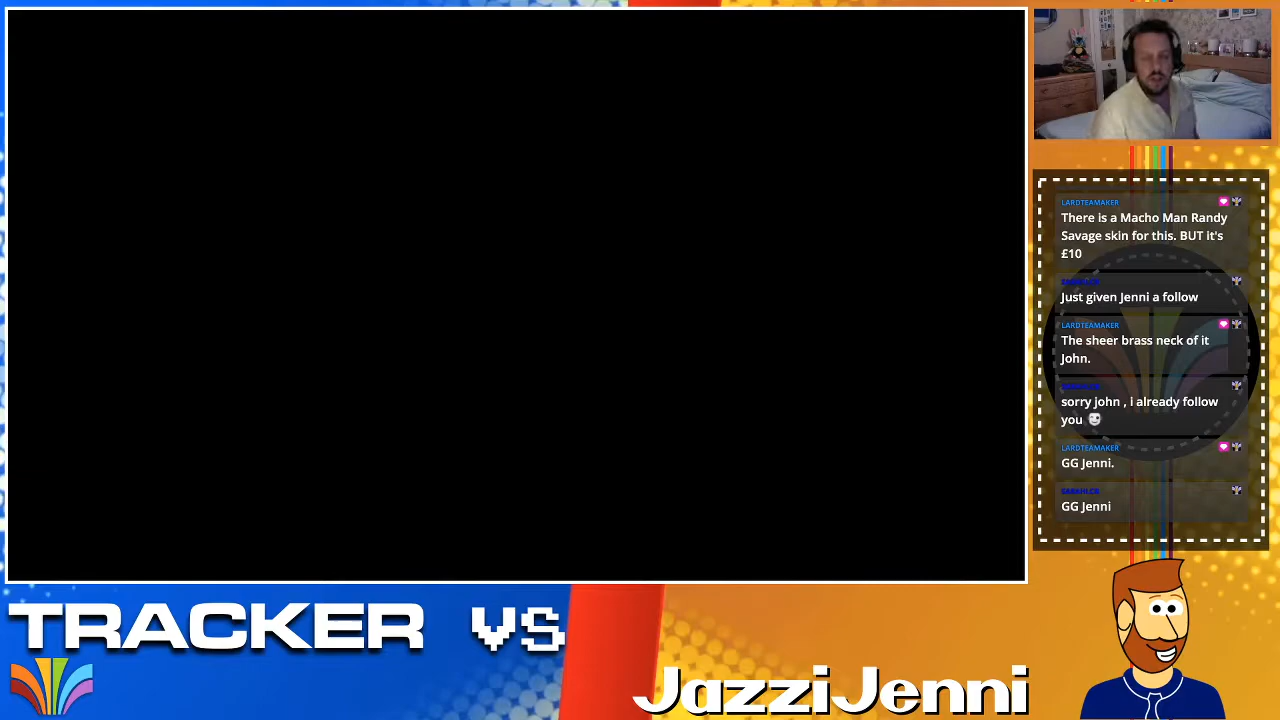 LARDTEAMAKER
There is a Macho Man Randy
Savage skin for this. BUT it's
£10
Just given Jenni a follow
LARDTEAMAKER
The sheer brass neck of it
John.
sorry john , i already follow
you
LARDTEAMAKER
GG Jenni.
GG Jenni
TRACKER VS
JazziJenni